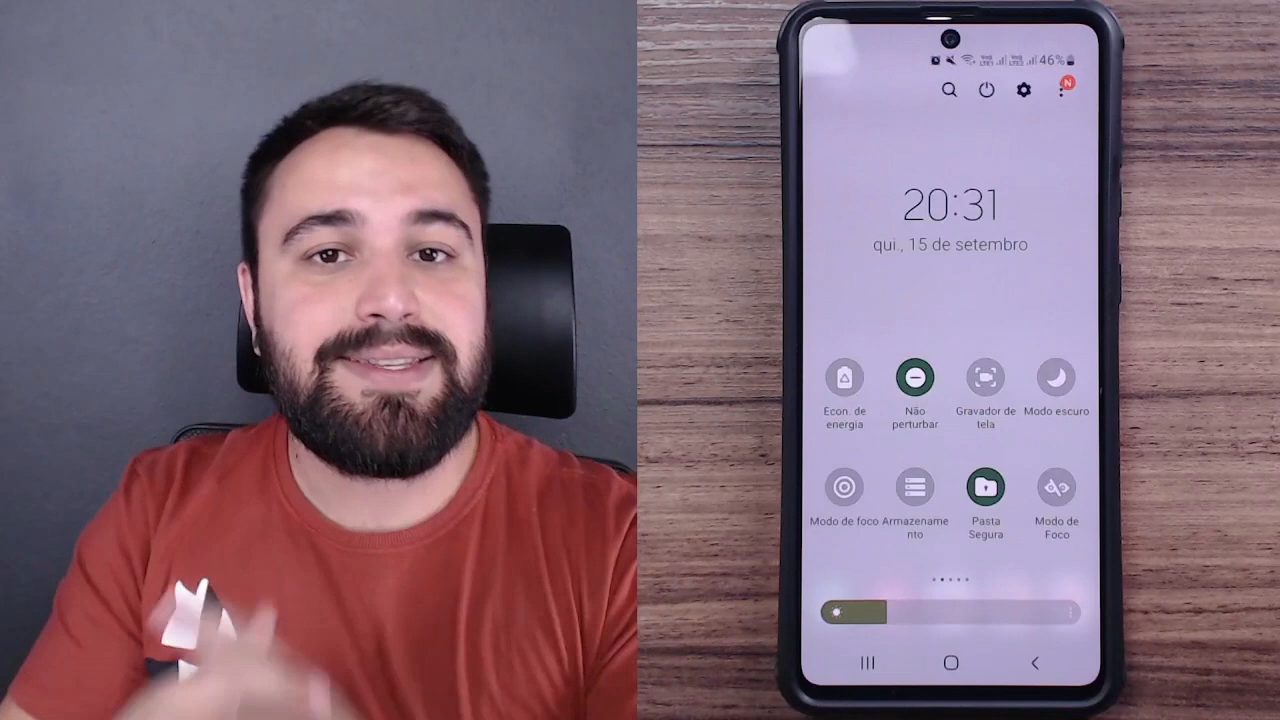 46%
N
20:31
qui., 15 de setembro
Econ. de
energia
Não
perturbar
Gravador de
tela
Modo escuro
Modo de foco
Armazename
nto
Pasta
Segura
Modo de
Foco